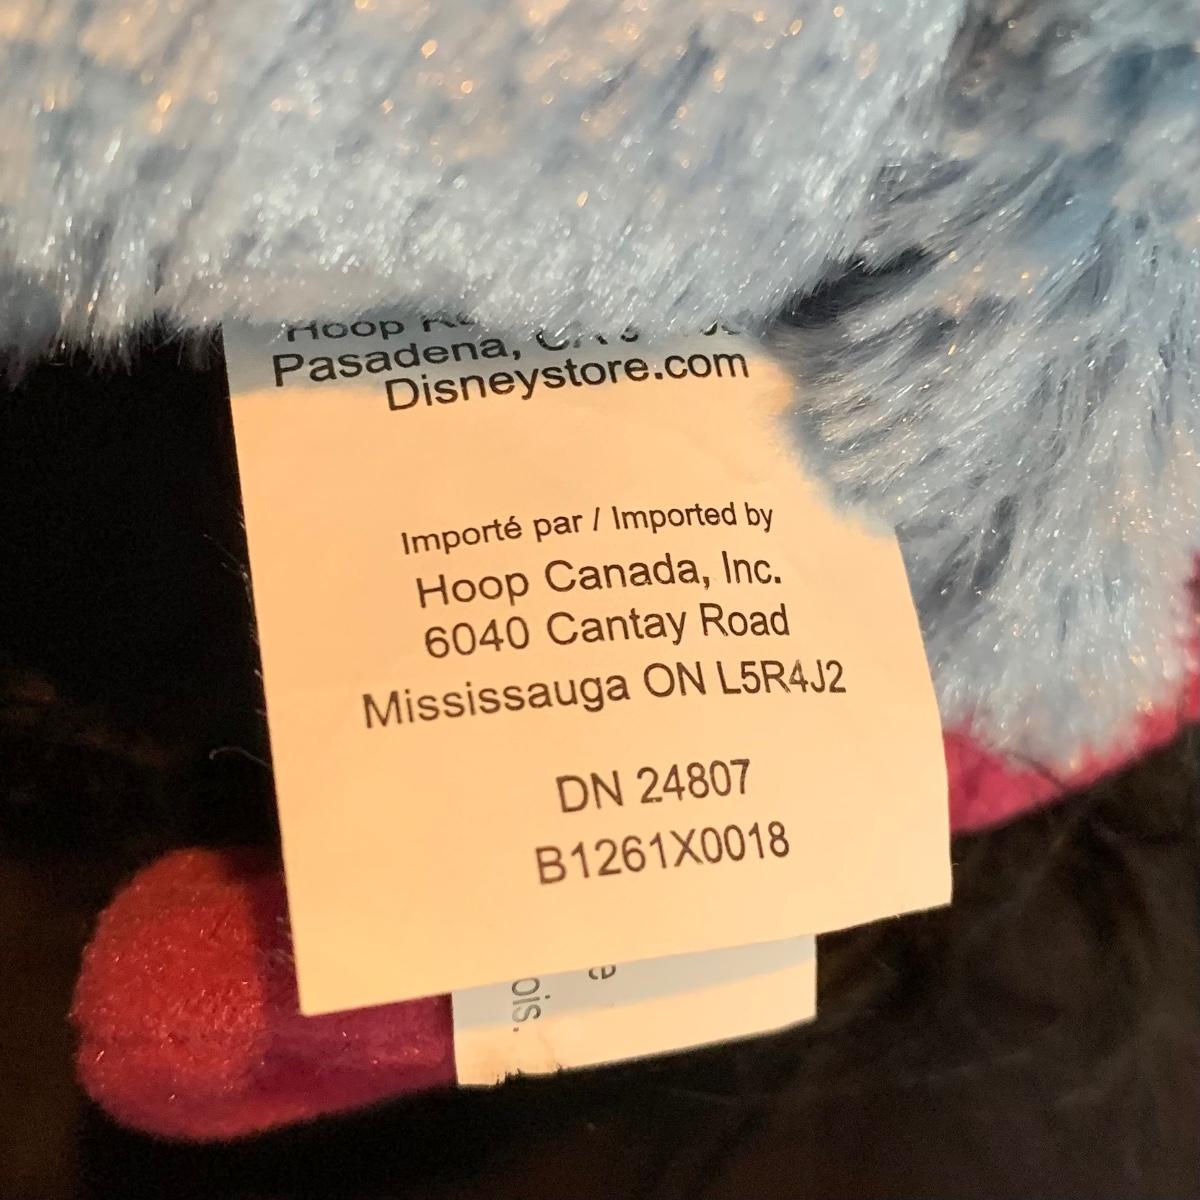 Hoop
Pasadena,
Disneystore.com
Importé par / Imported by
Hoop Canada, Inc.
6040 Cantay Road
Mississauga ON L5R4J2
DN 24807
B1261X0018